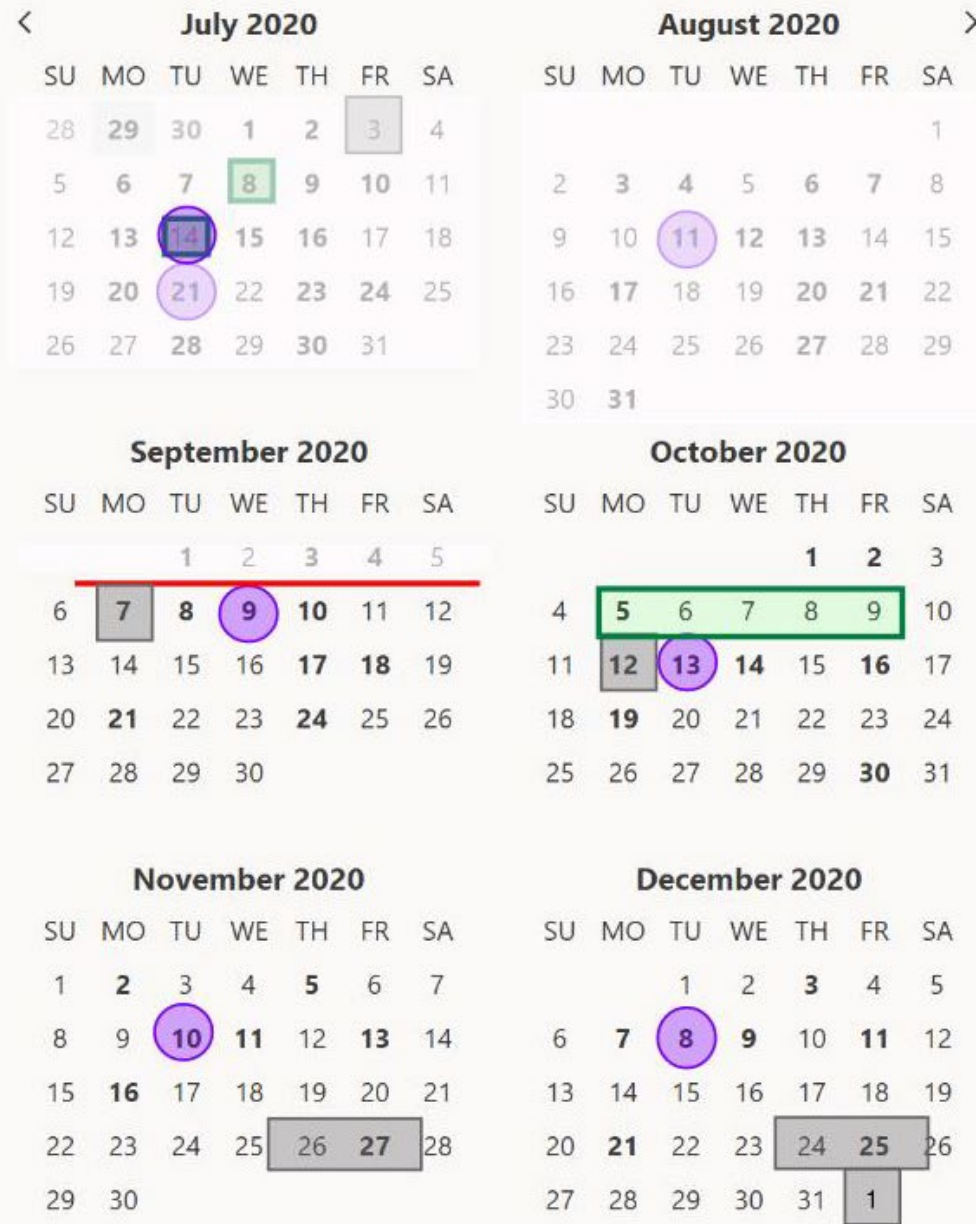 July 2020
SU MO TU WE TH FR SA
28 29 30 1 2 3 4
5 6 7 8 9 10 11
12 13 14 15 16 17 18
19 20 21 22 23 24 25
26 27 28 29 30 31
August 2020
SU MO TU WE TH FR SA
1
2 3 4 5 6 7 8
9 10 11 12 13 14 15
16 17 18 19 20 21 22
23 24 25 26 27 28 29
30 31
September 2020
SU MO TU WE TH FR SA
1 2 3 4 5
6 7 8 9 10 11 12
13 14 15 16 17 18 19
20 21 22 23 24 25 26
27 28 29 30
October 2020
SU MO TU WE TH FR SA
1 2 3
4 5 6 7 8 9 10
11 12 13 14 15 16 17
18 19 20 21 22 23 24
25 26 27 28 29 30 31
November 2020
SU MO TU WE TH FR SA
1 2 3 4 5 6 7
8 9 10 11 12 13 14
15 16 17 18 19 20 21
22 23 24 25 26 27 28
29 30
December 2020
SU MO TU WE TH FR SA
1 2 3 4 5
6 7 8 9 10 11 12
13 14 15 16 17 18 19
20 21 22 23 24 25 26
27 28 29 30 31 1